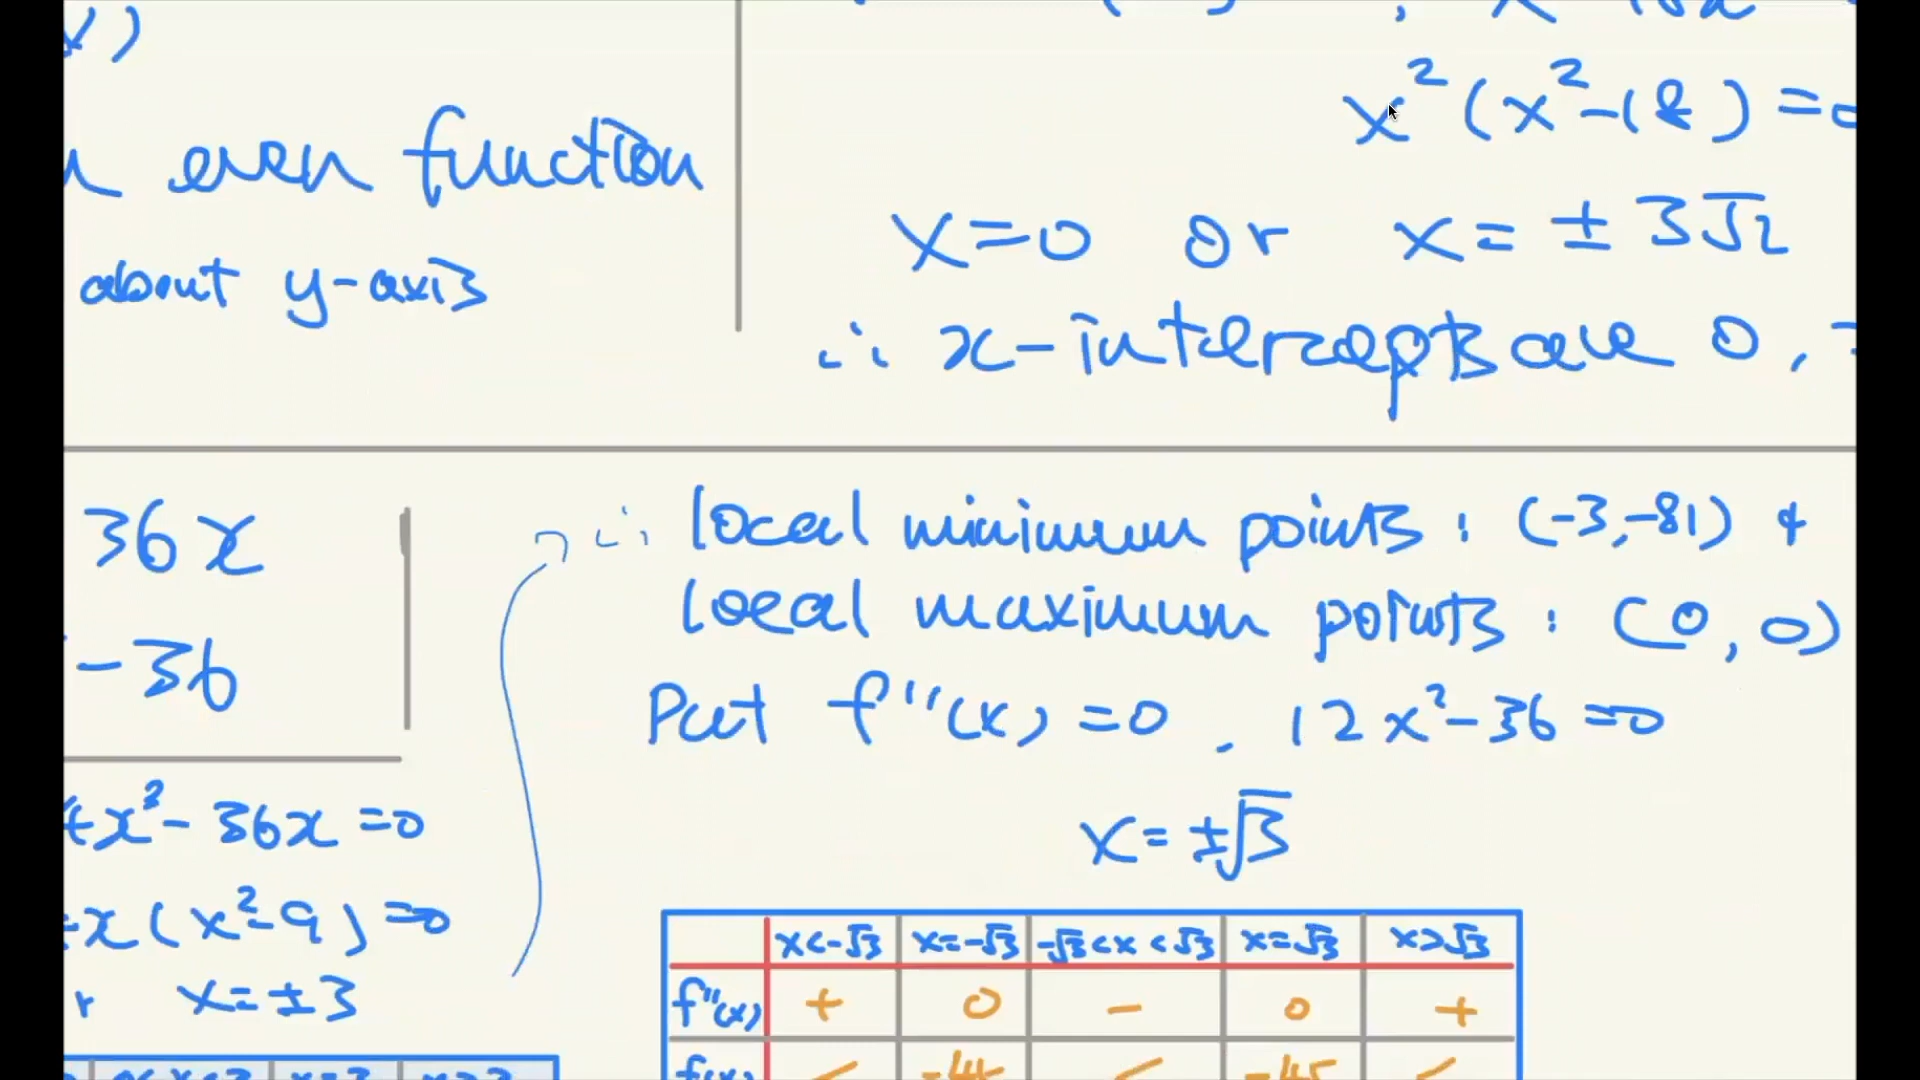 x)
even function
about y-axis
x²(x²-18)=0
x=0 or x=±3√2
∴ x-intercepts are 0,
36x
-36
4x³-36x=0
x(x²-9)=0
r x=±3
∴ local minimum points : (-3,-81) &
local maximum points : (0,0)
Put f''(x)=0, 12x²-36=0
x=±√3
x<-√3 x=-√3 -√3<x<√3 x=√3 x>√3
f''(x) + 0 - 0 +
f(x) -45 -45